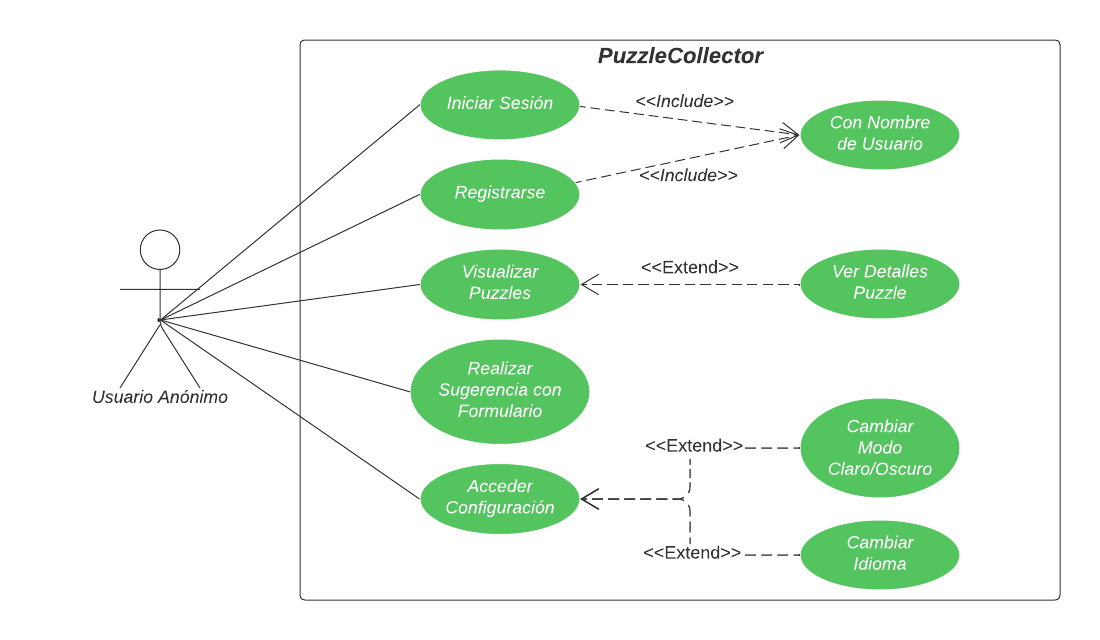 PuzzleCollector
Iniciar Sesión
<<Include>>
Con Nombre
de Usuario
Registrarse
<<Include>>
Visualizar
Puzzles
<<Extend>>
Ver Detalles
Puzzle
Realizar
Sugerencia con
Formulario
Usuario Anónimo
Acceder
Configuración
<<Extend>>
Cambiar
Modo
Claro/Oscuro
<<Extend>>
Cambiar
Idioma